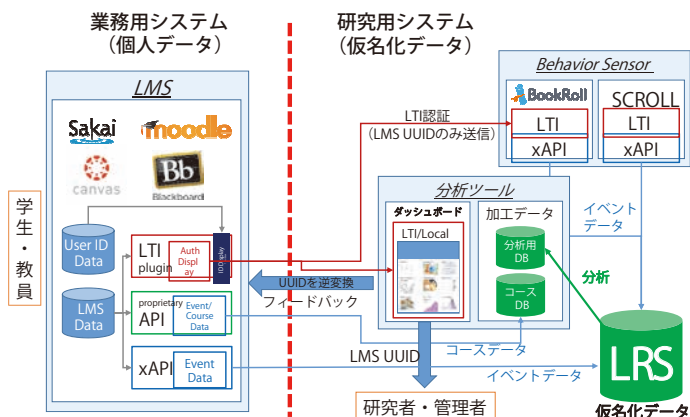 業務用システム
（個人データ）
研究用システム
（仮名化データ）
LMS
Sakai
moodle
canvas
Bb
Blackboard
学生・教員
User ID
Data
LMS
Data
LTI
plugin
Auth
Displ
ay
ID Display
proprietary
API
Event/
Course
Data
xAPI
Event
Data
Behavior Sensor
BookRoll
LTI
xAPI
SCROLL
LTI
xAPI
LTI認証
（LMS UUIDのみ送信）
分析ツール
ダッシュボード
LTI/Local
加工データ
分析用
DB
コース
DB
イベント
データ
分析
UUIDを逆変換
フィードバック
LMS UUID
コースデータ
イベントデータ
LRS
仮名化データ
研究者・管理者